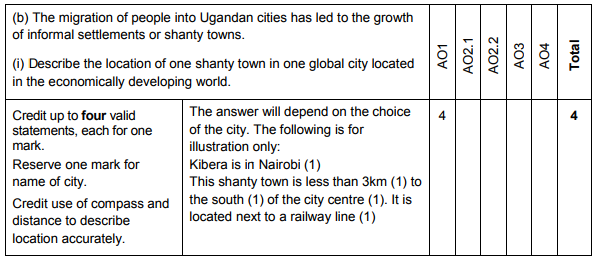 (b) The migration of people into Ugandan cities has led to the growth
of informal settlements or shanty towns.
(i) Describe the location of one shanty town in one global city located
in the economically developing world.
AO1
AO2.1
AO2.2
AO3
AO4
Total
Credit up to four valid
statements, each for one
mark.
Reserve one mark for
name of city.
Credit use of compass and
distance to describe
location accurately.
The answer will depend on the choice
of the city. The following is for
illustration only:
Kibera is in Nairobi (1)
This shanty town is less than 3km (1) to
the south (1) of the city centre (1). It is
located next to a railway line (1)
4
4